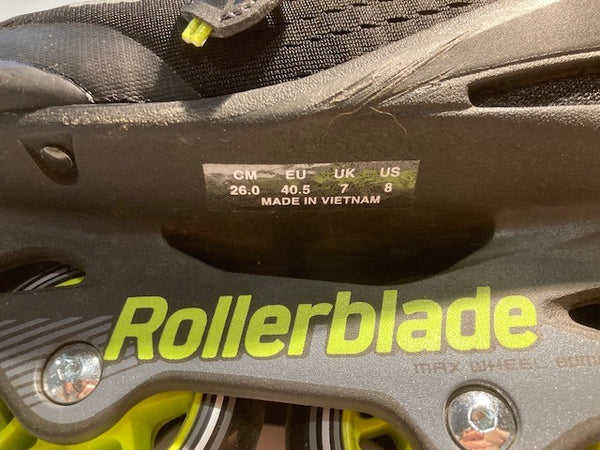 CM EU UK US
26.0 40.5 7 8
MADE IN VIETNAM
Rollerblade
MAX WHEEL